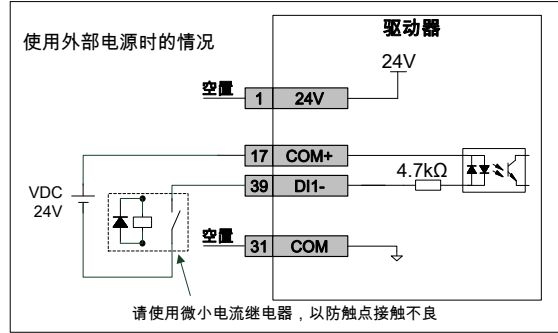 使用外部电源时的情况
驱动器
24V
空置
1 24V
17 COM+
4.7kΩ
39 DI1-
VDC
24V
空置
31 COM
请使用微小电流继电器，以防触点接触不良